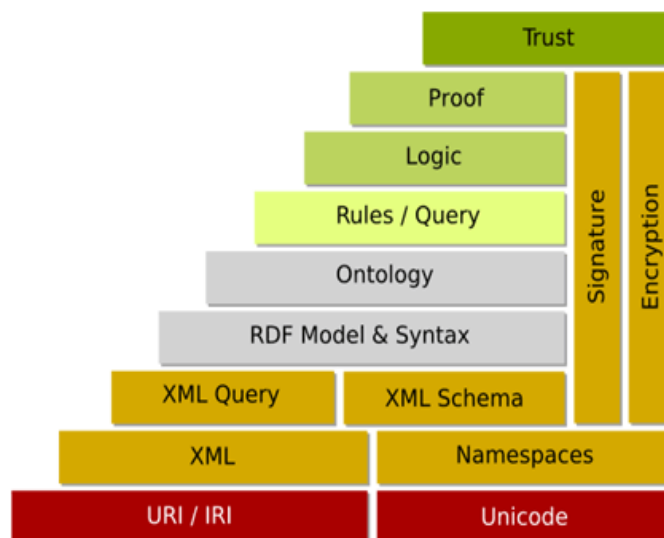 Trust
Proof
Logic
Rules / Query
Ontology
RDF Model & Syntax
XML Query
XML Schema
Signature
Encryption
XML
Namespaces
URI / IRI
Unicode